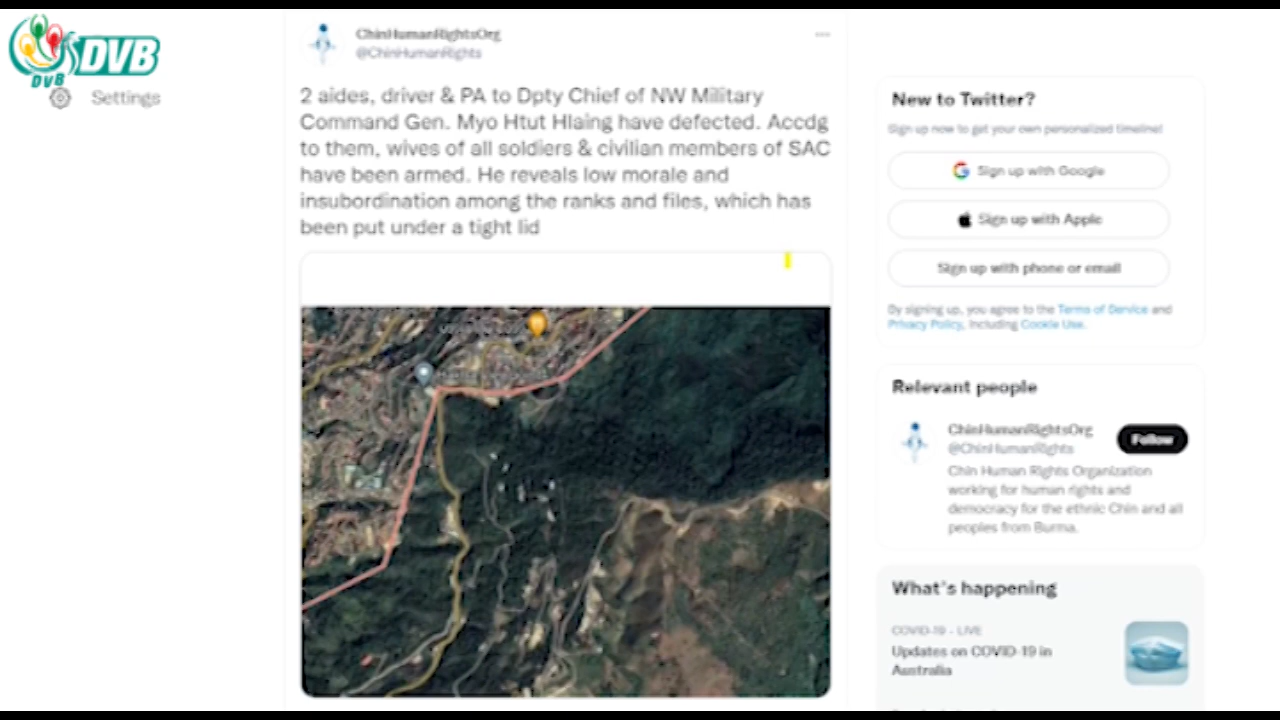 DVB
DVB
Settings
ChinHumanRightsOrg
@ChinHumanRights
2 aides, driver & PA to Dpty Chief of NW Military
Command Gen. Myo Htut Hlaing have defected. Accdg
to them, wives of all soldiers & civilian members of SAC
have been armed. He reveals low morale and
insubordination among the ranks and files, which has
been put under a tight lid
New to Twitter?
Sign up now to get your own personalized timeline!
Sign up with Google
Sign up with Apple
Sign up with phone or email
By signing up, you agree to the Terms of Service and
Privacy Policy, including Cookie Use.
Relevant people
ChinHumanRightsOrg
Follow
@ChinHumanRights
Chin Human Rights Organization
working for human rights and
democracy for the ethnic Chin and all
peoples from Burma.
What's happening
COVID-19 - LIVE
Updates on COVID-19 in
Australia